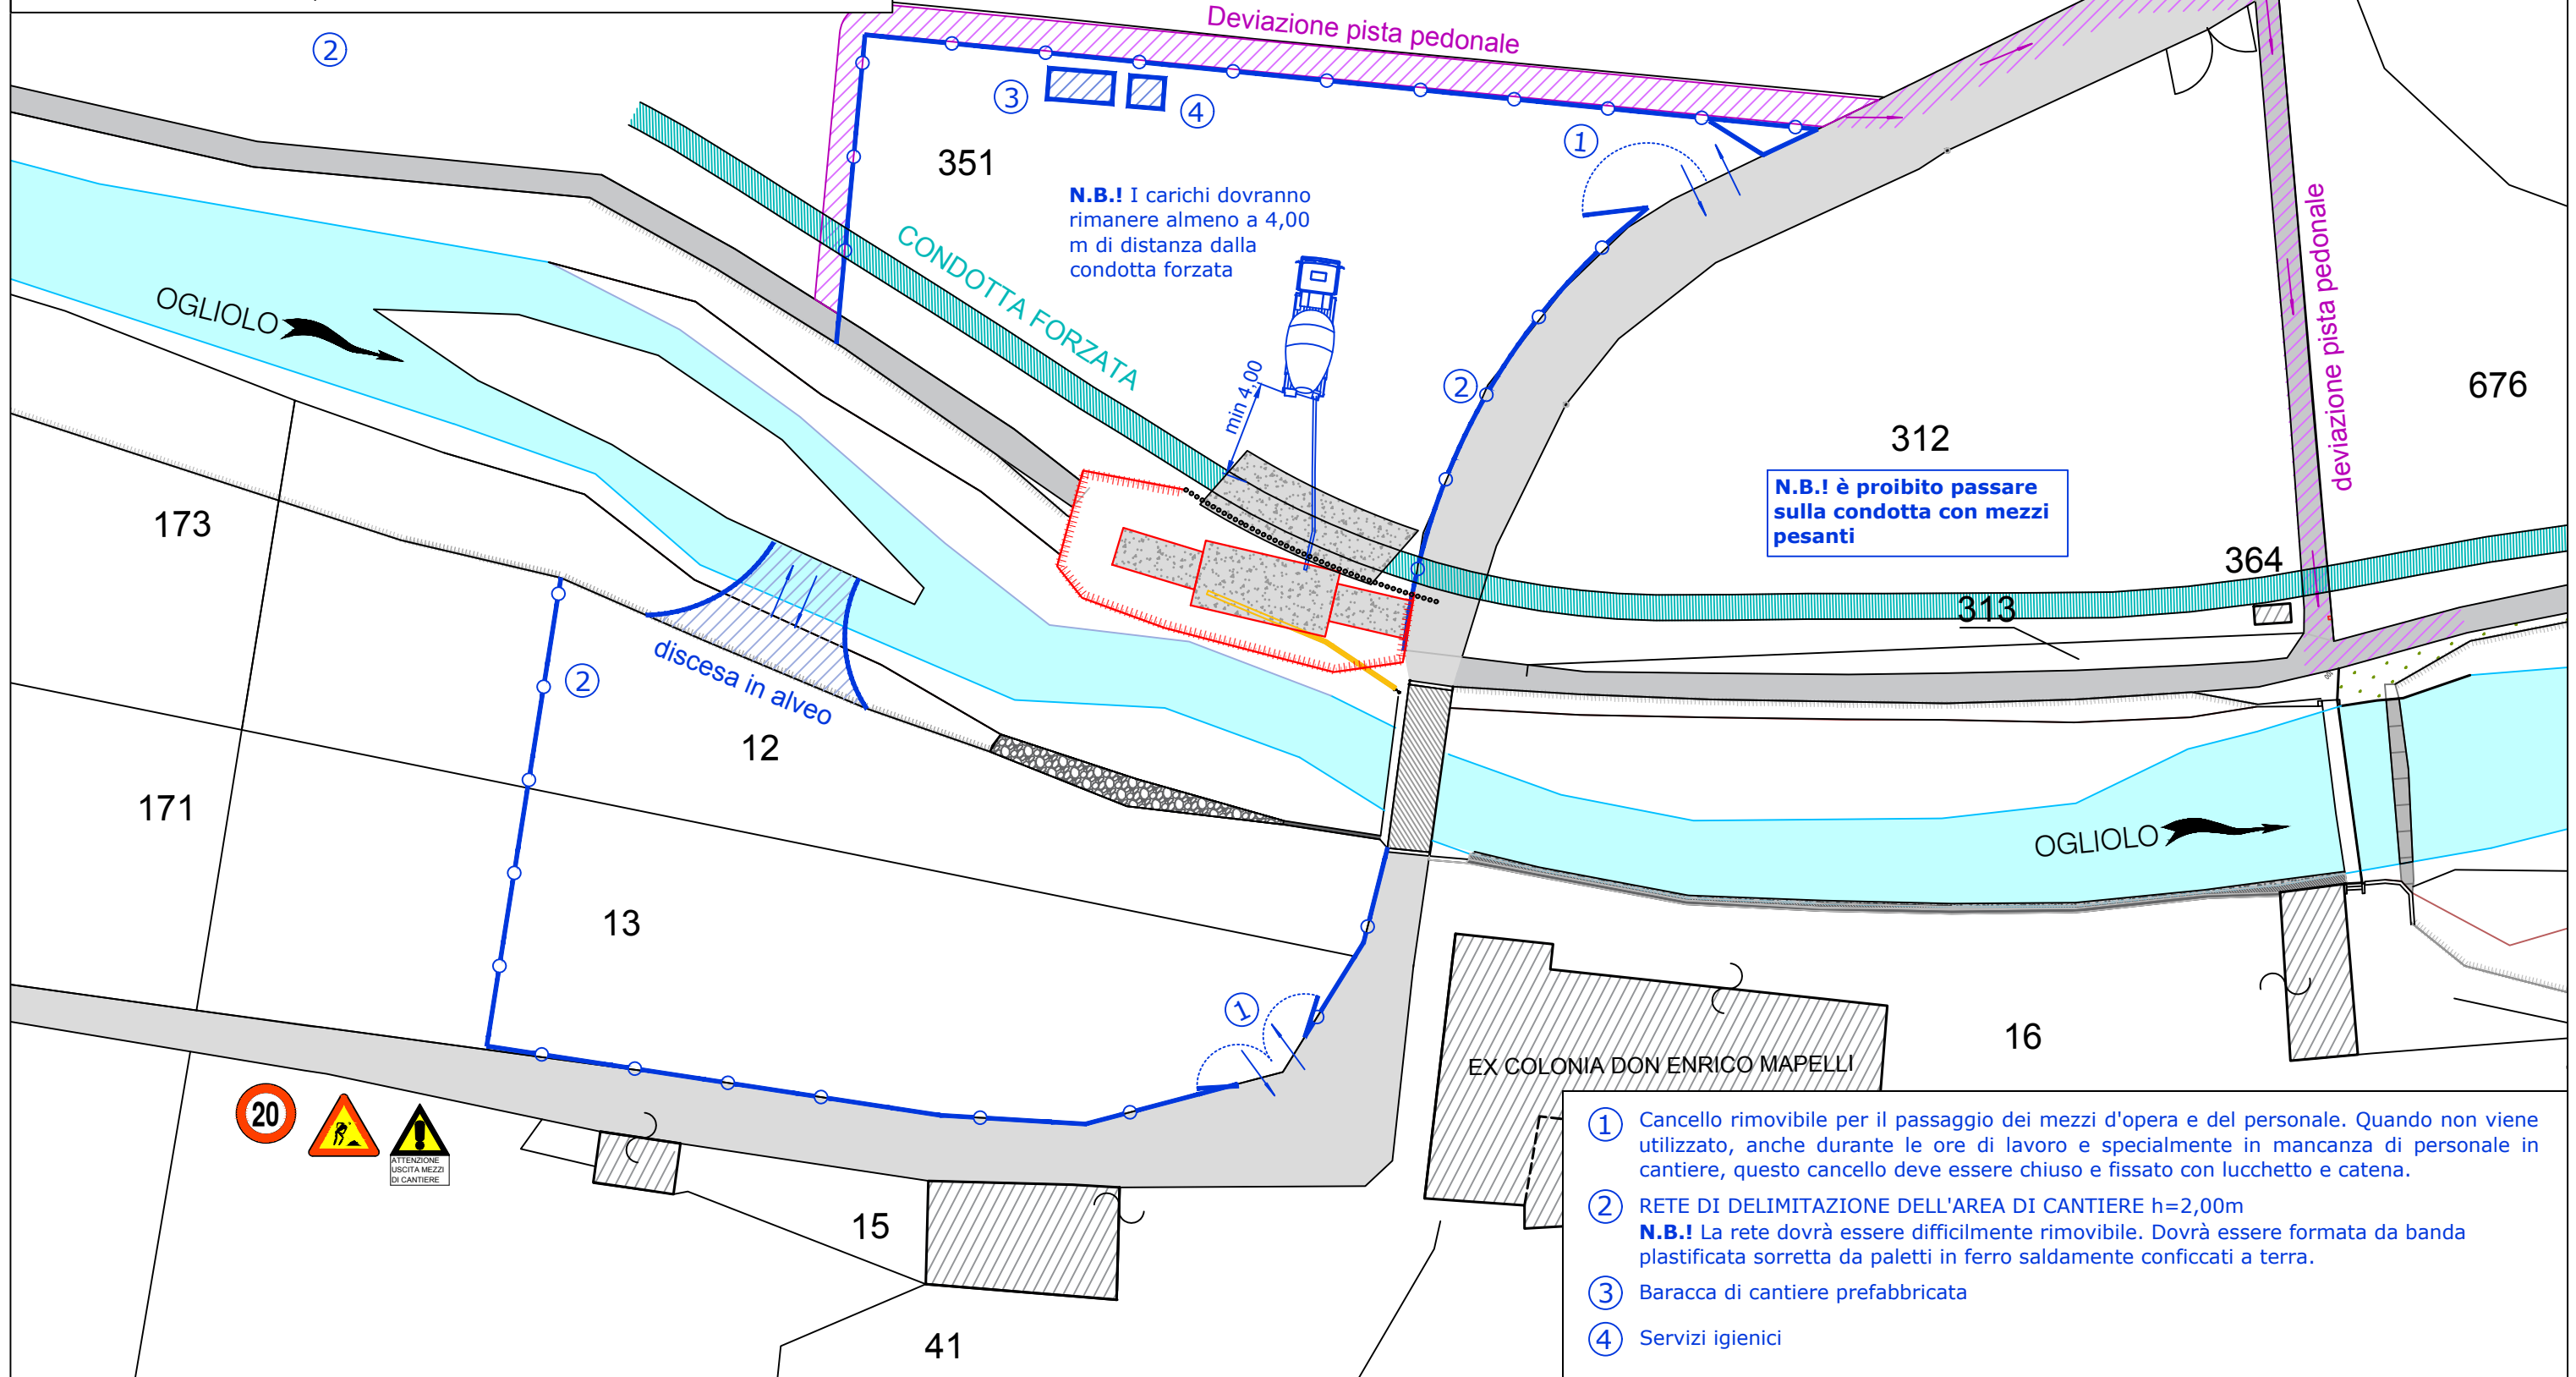 Deviazione pista pedonale
2
3
4
1
351
N.B.! I carichi dovranno
rimanere almeno a 4,00
m di distanza dalla
condotta forzata
CONDOTTA FORZATA
OGLIOLO
min 4,00
2
deviazione pista pedonale
676
312
N.B.! è proibito passare
sulla condotta con mezzi
pesanti
364
313
173
discesa in alveo
2
12
171
13
OGLIOLO
1
16
EX COLONIA DON ENRICO MAPELLI
20
ATTENZIONE
USCITA MEZZI
DI CANTIERE
15
41
1 Cancello rimovibile per il passaggio dei mezzi d'opera e del personale. Quando non viene
utilizzato, anche durante le ore di lavoro e specialmente in mancanza di personale in
cantiere, questo cancello deve essere chiuso e fissato con lucchetto e catena.
2 RETE DI DELIMITAZIONE DELL'AREA DI CANTIERE h=2,00m
N.B.! La rete dovrà essere difficilmente rimovibile. Dovrà essere formata da banda
plastificata sorretta da paletti in ferro saldamente conficcati a terra.
3 Baracca di cantiere prefabbricata
4 Servizi igienici